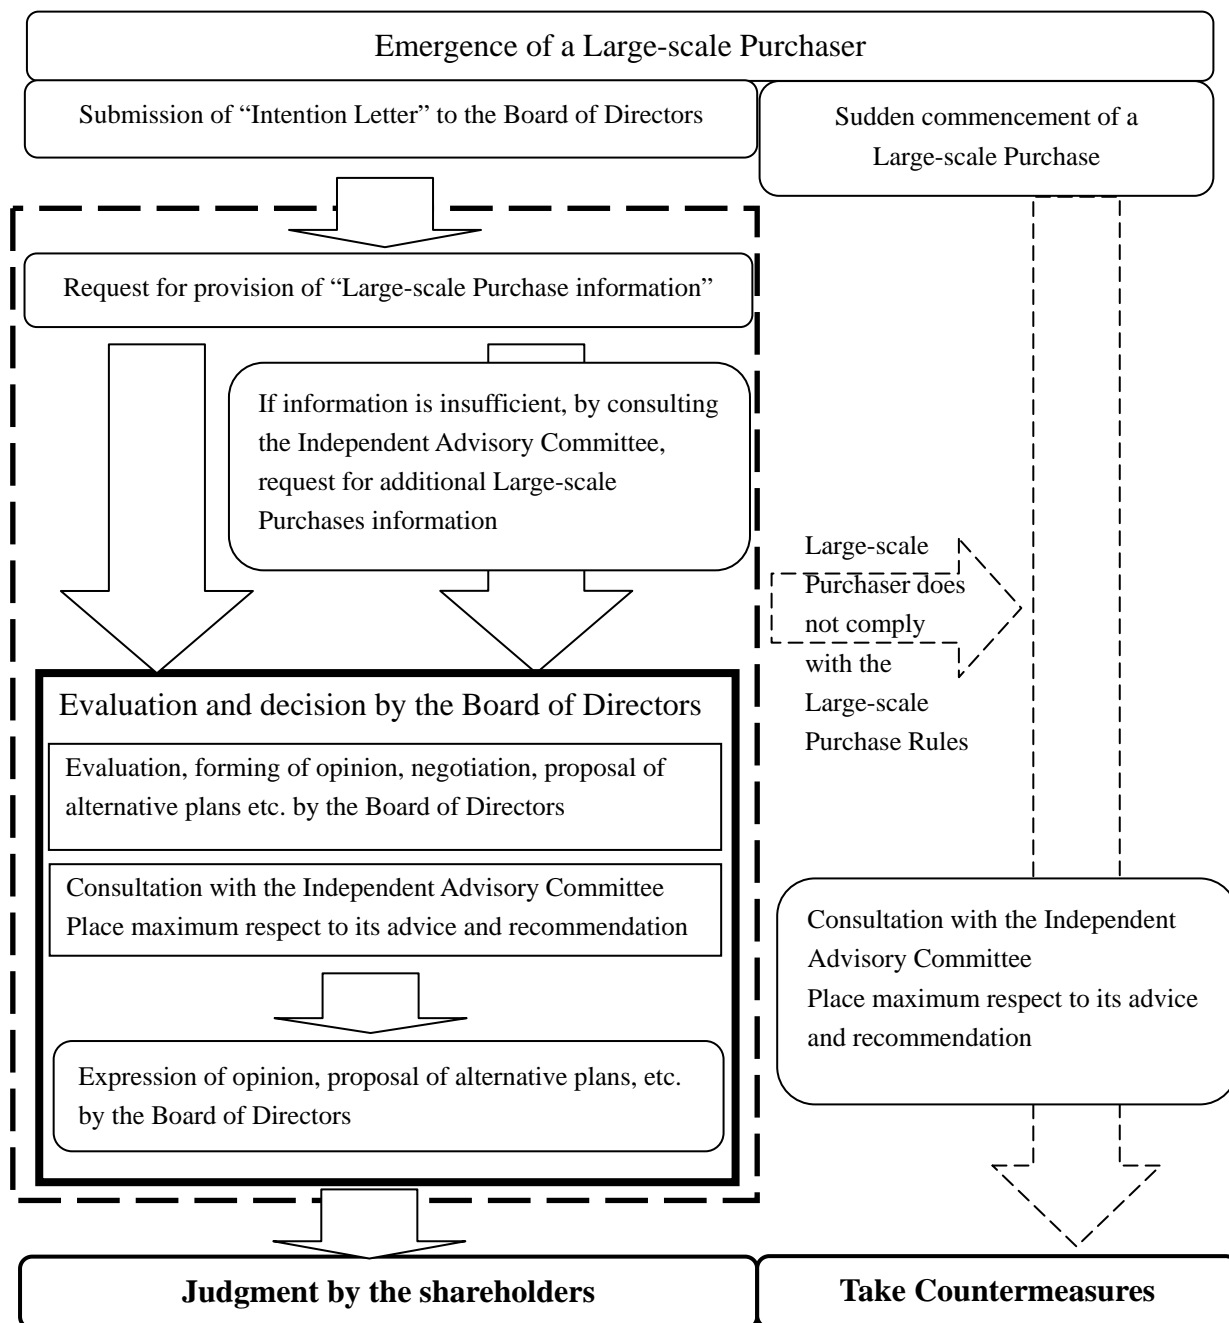 Emergence of a Large-scale Purchaser
Submission of “Intention Letter” to the Board of Directors
Sudden commencement of a
Large-scale Purchase
Request for provision of “Large-scale Purchase information”
If information is insufficient, by consulting
the Independent Advisory Committee,
request for additional Large-scale
Purchases information
Large-scale
Purchaser does
not comply
with the
Large-scale
Purchase Rules
Evaluation and decision by the Board of Directors
Evaluation, forming of opinion, negotiation, proposal of
alternative plans etc. by the Board of Directors
Consultation with the Independent Advisory Committee
Place maximum respect to its advice and recommendation
Expression of opinion, proposal of alternative plans, etc.
by the Board of Directors
Consultation with the Independent
Advisory Committee
Place maximum respect to its advice
and recommendation
Judgment by the shareholders
Take Countermeasures